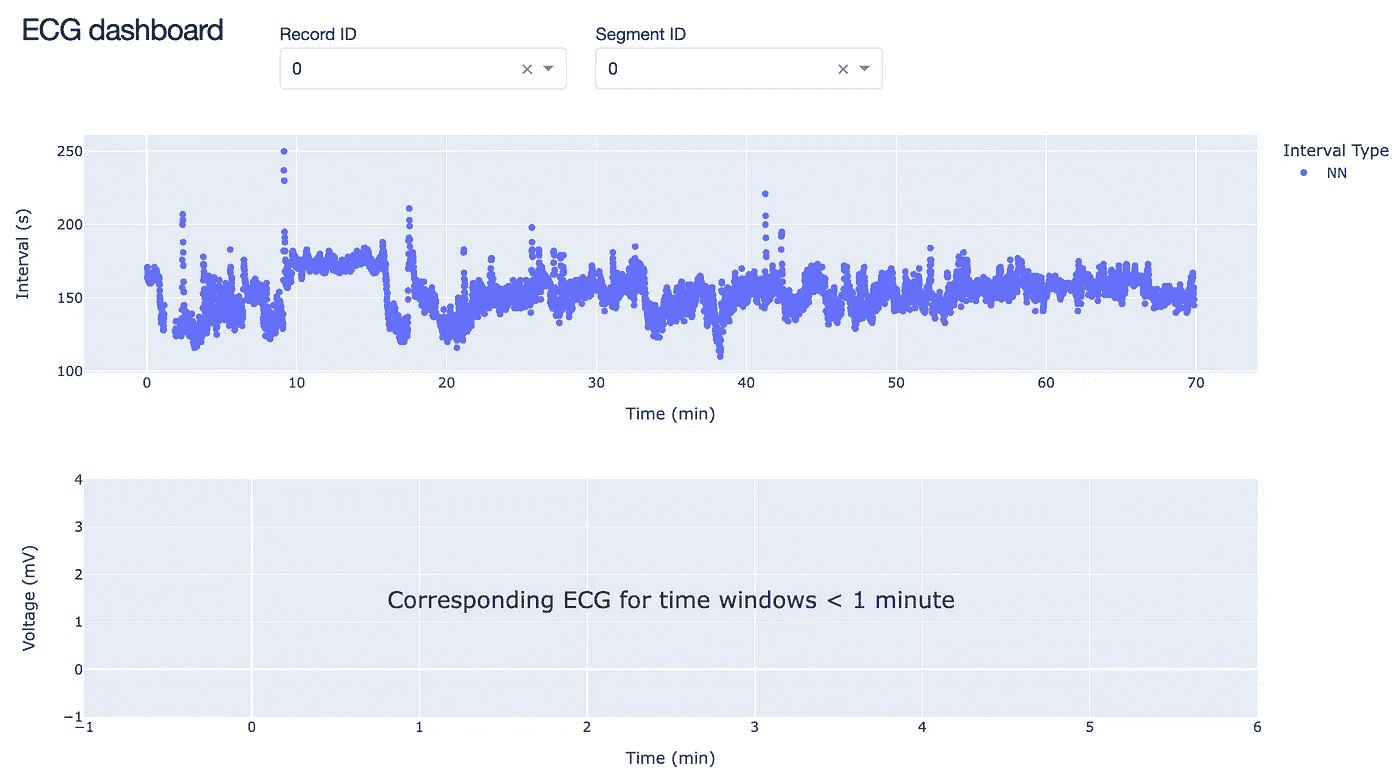 ECG dashboard
Record ID
0
Segment ID
0
250
200
150
100
Interval (s)
0 10 20 30 40 50 60 70
Time (min)
Interval Type
NN
4
3
2
1
0
−1
Voltage (mV)
Corresponding ECG for time windows < 1 minute
−1 0 1 2 3 4 5 6
Time (min)